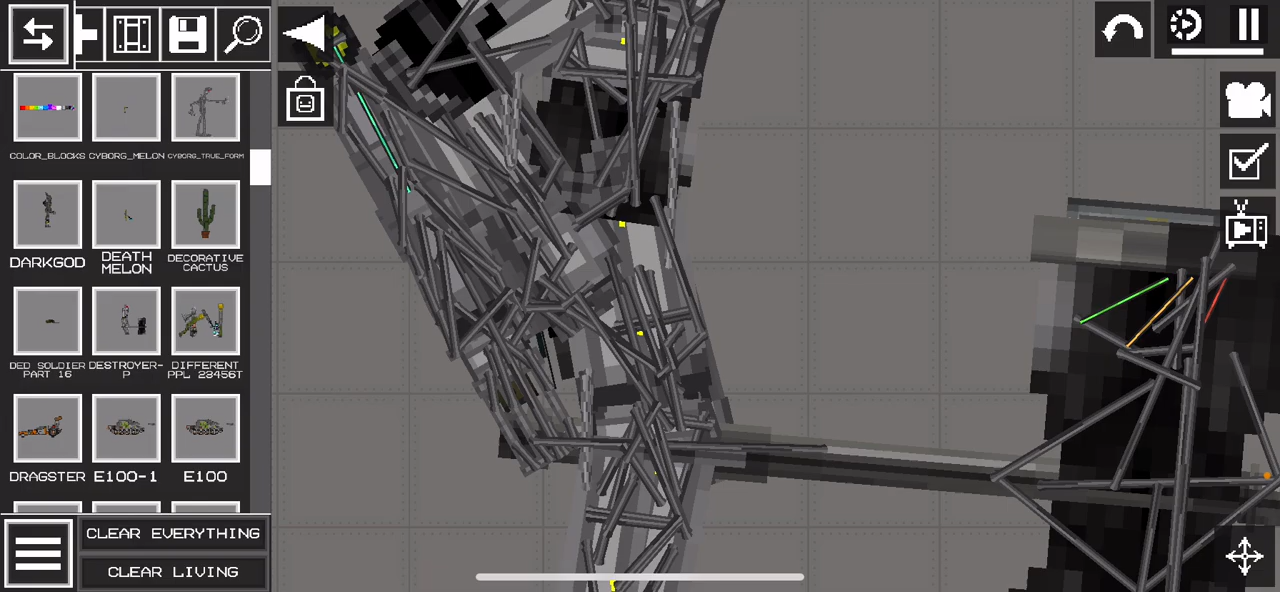 COLOR_BLOCKS
CYBORG_MELON
CYBORG_TRUE_FORM
DARKGOD
DEATH
MELON
DECORATIVE
CACTUS
DED SOLDIER
PART 16
DESTROYER-
P
DIFFERENT
PPL 23456T
DRAGSTER
E100-1
E100
CLEAR EVERYTHING
CLEAR LIVING